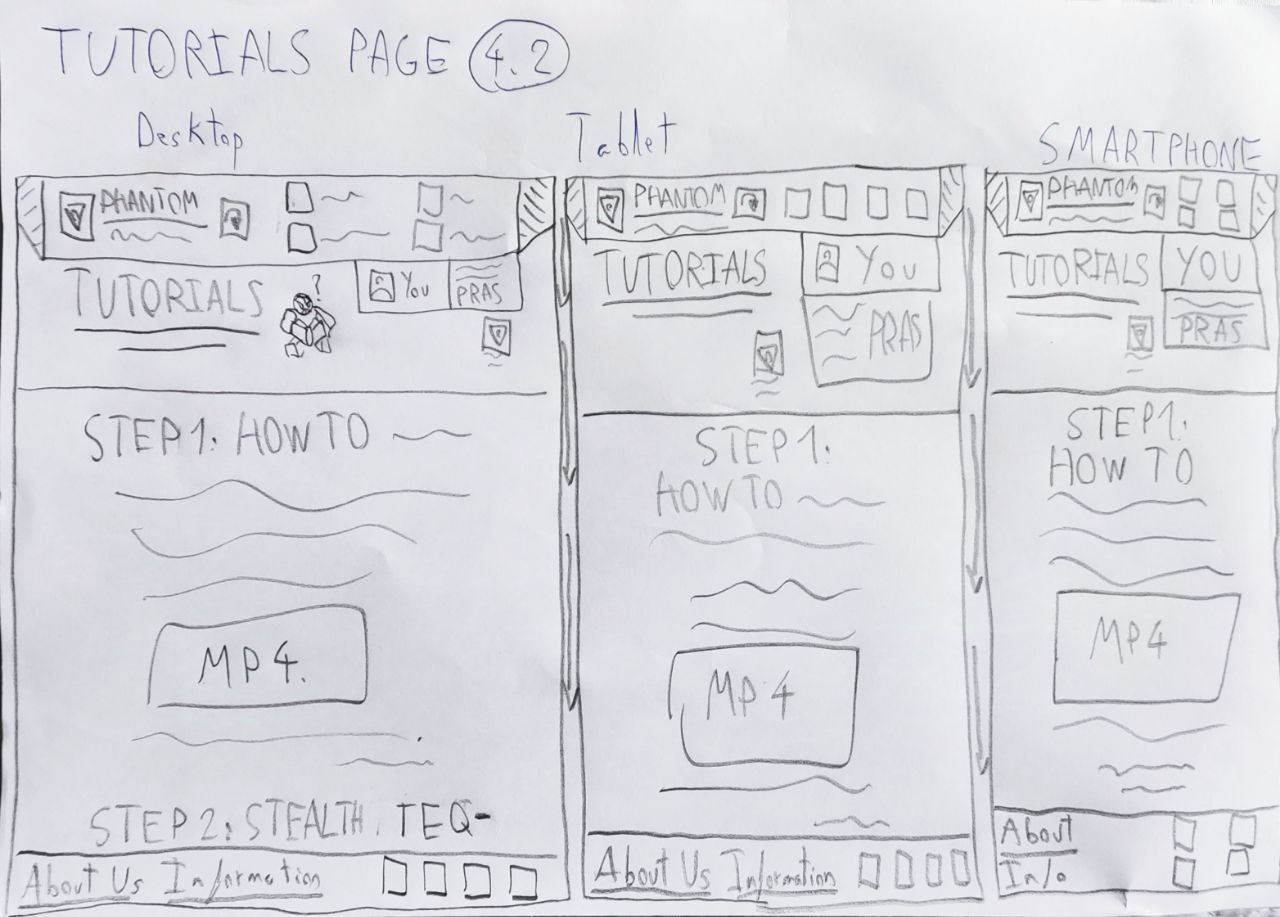 TUTORIALS PAGE 4.2
Desktop
PHANTOM
TUTORIALS
?
You
PRAS
STEP 1: HOW TO
MP4.
STEP 2: STEALTH TEQ-
About Us Information
Tablet
PHANTOM
TUTORIALS
You
PRAS
STEP 1:
HOW TO
MP4
About Us Information
SMARTPHONE
PHANTOM
TUTORIALS
YOU
PRAS
STEP 1:
HOW TO
MP4
About
Info